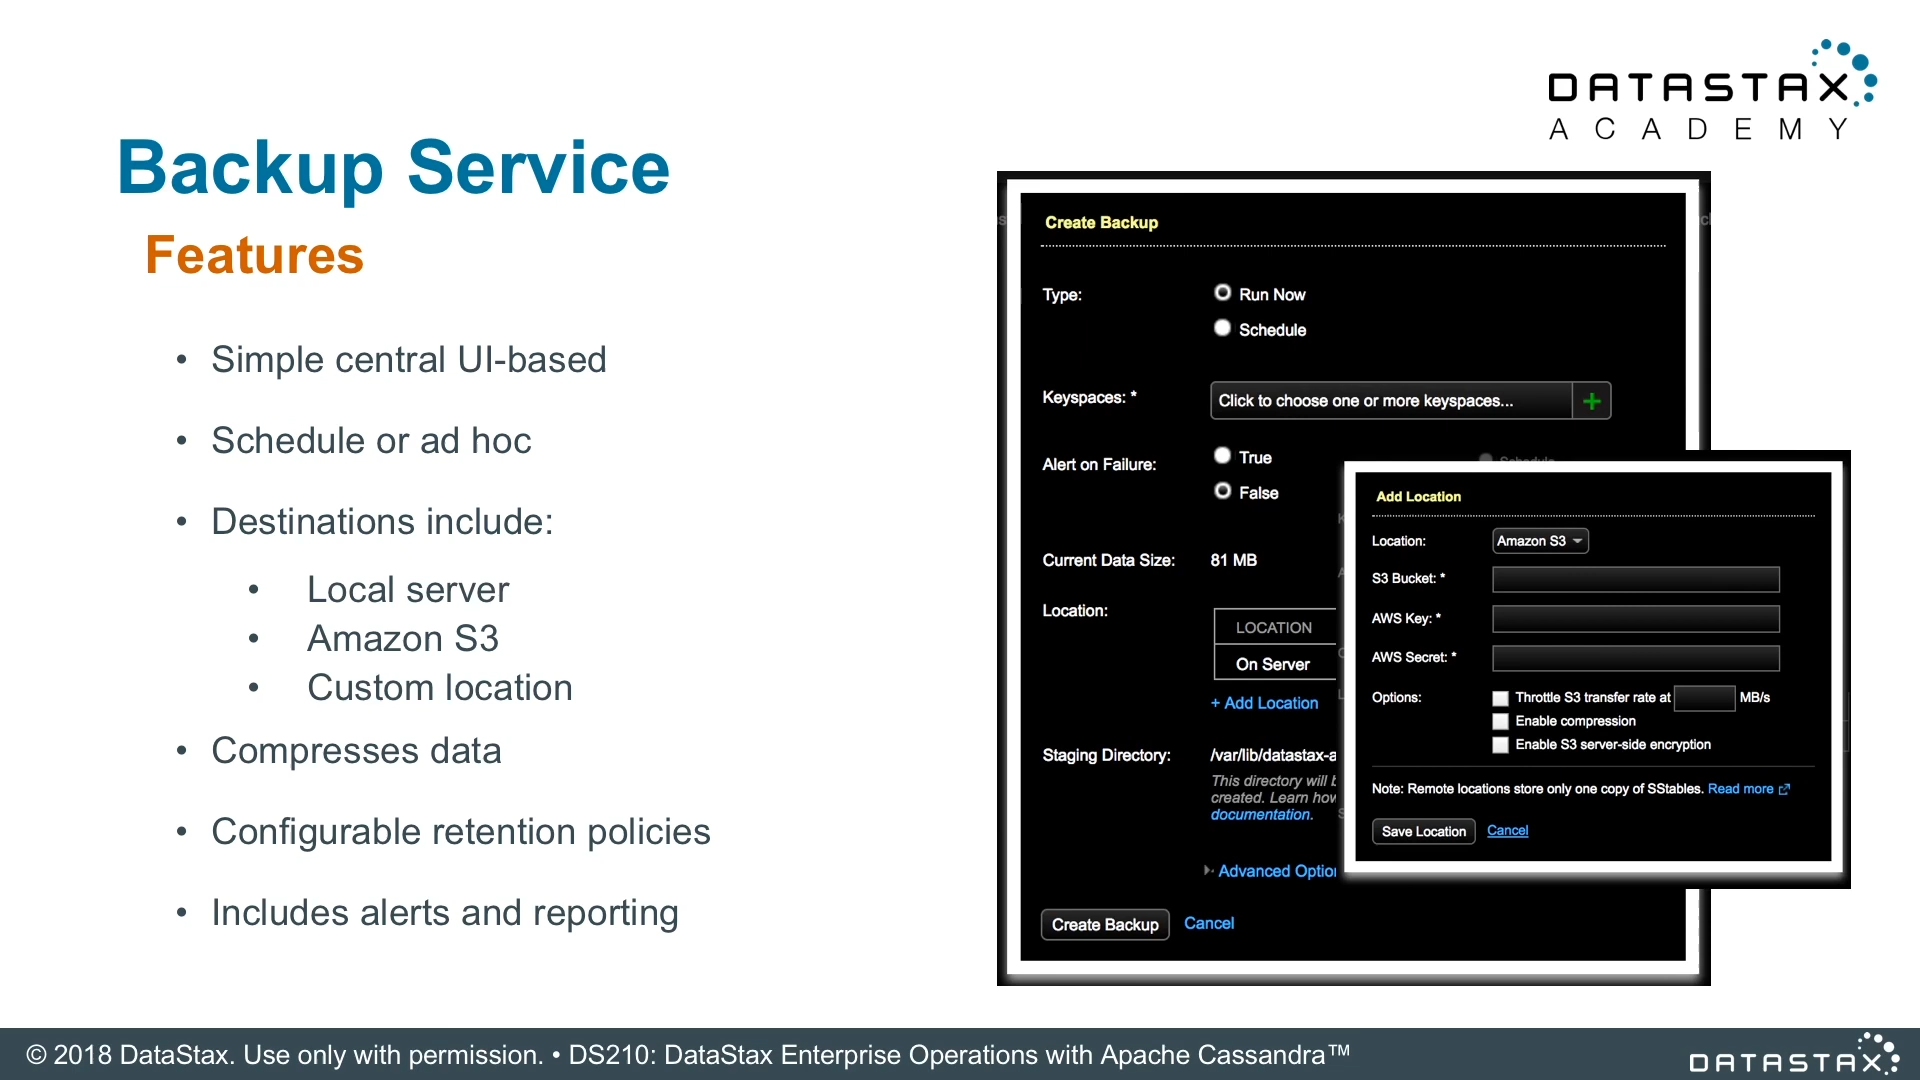 DATASTAX
ACADEMY
Backup Service
Features
• Simple central UI-based
• Schedule or ad hoc
• Destinations include:
• Local server
• Amazon S3
• Custom location
• Compresses data
• Configurable retention policies
• Includes alerts and reporting
Create Backup
Type: Run Now
Schedule
Keyspaces: * Click to choose one or more keyspaces...
Alert on Failure: True
False
Current Data Size: 81 MB
Location:
LOCATION
On Server
+ Add Location
Staging Directory: /var/lib/datastax-a
This directory will
created. Learn how
documentation.
Advanced Option
Create Backup Cancel
Schedule
Add Location
Location: Amazon S3
S3 Bucket: *
AWS Key: *
AWS Secret: *
Options: Throttle S3 transfer rate at MB/s
Enable compression
Enable S3 server-side encryption
Note: Remote locations store only one copy of SStables. Read more
Save Location Cancel
© 2018 DataStax. Use only with permission. • DS210: DataStax Enterprise Operations with Apache Cassandra™
DATASTAX